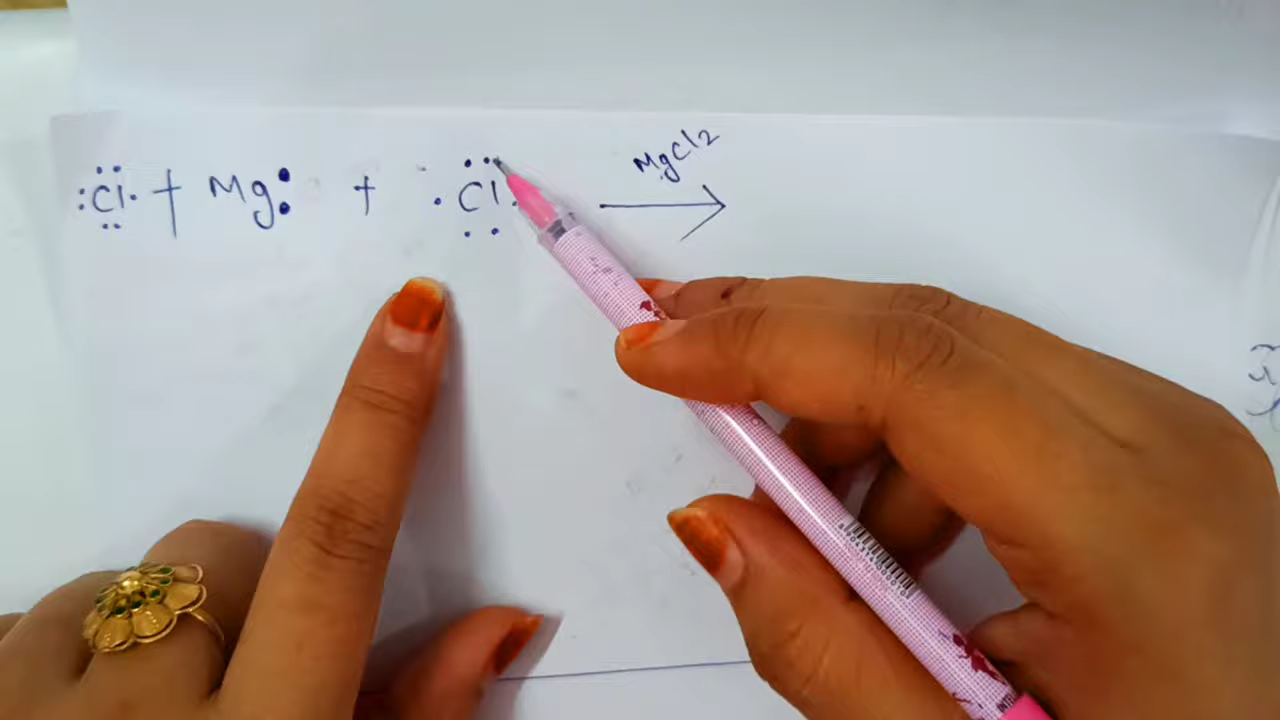 :Cl· + Mg: + ·Cl: → MgCl2